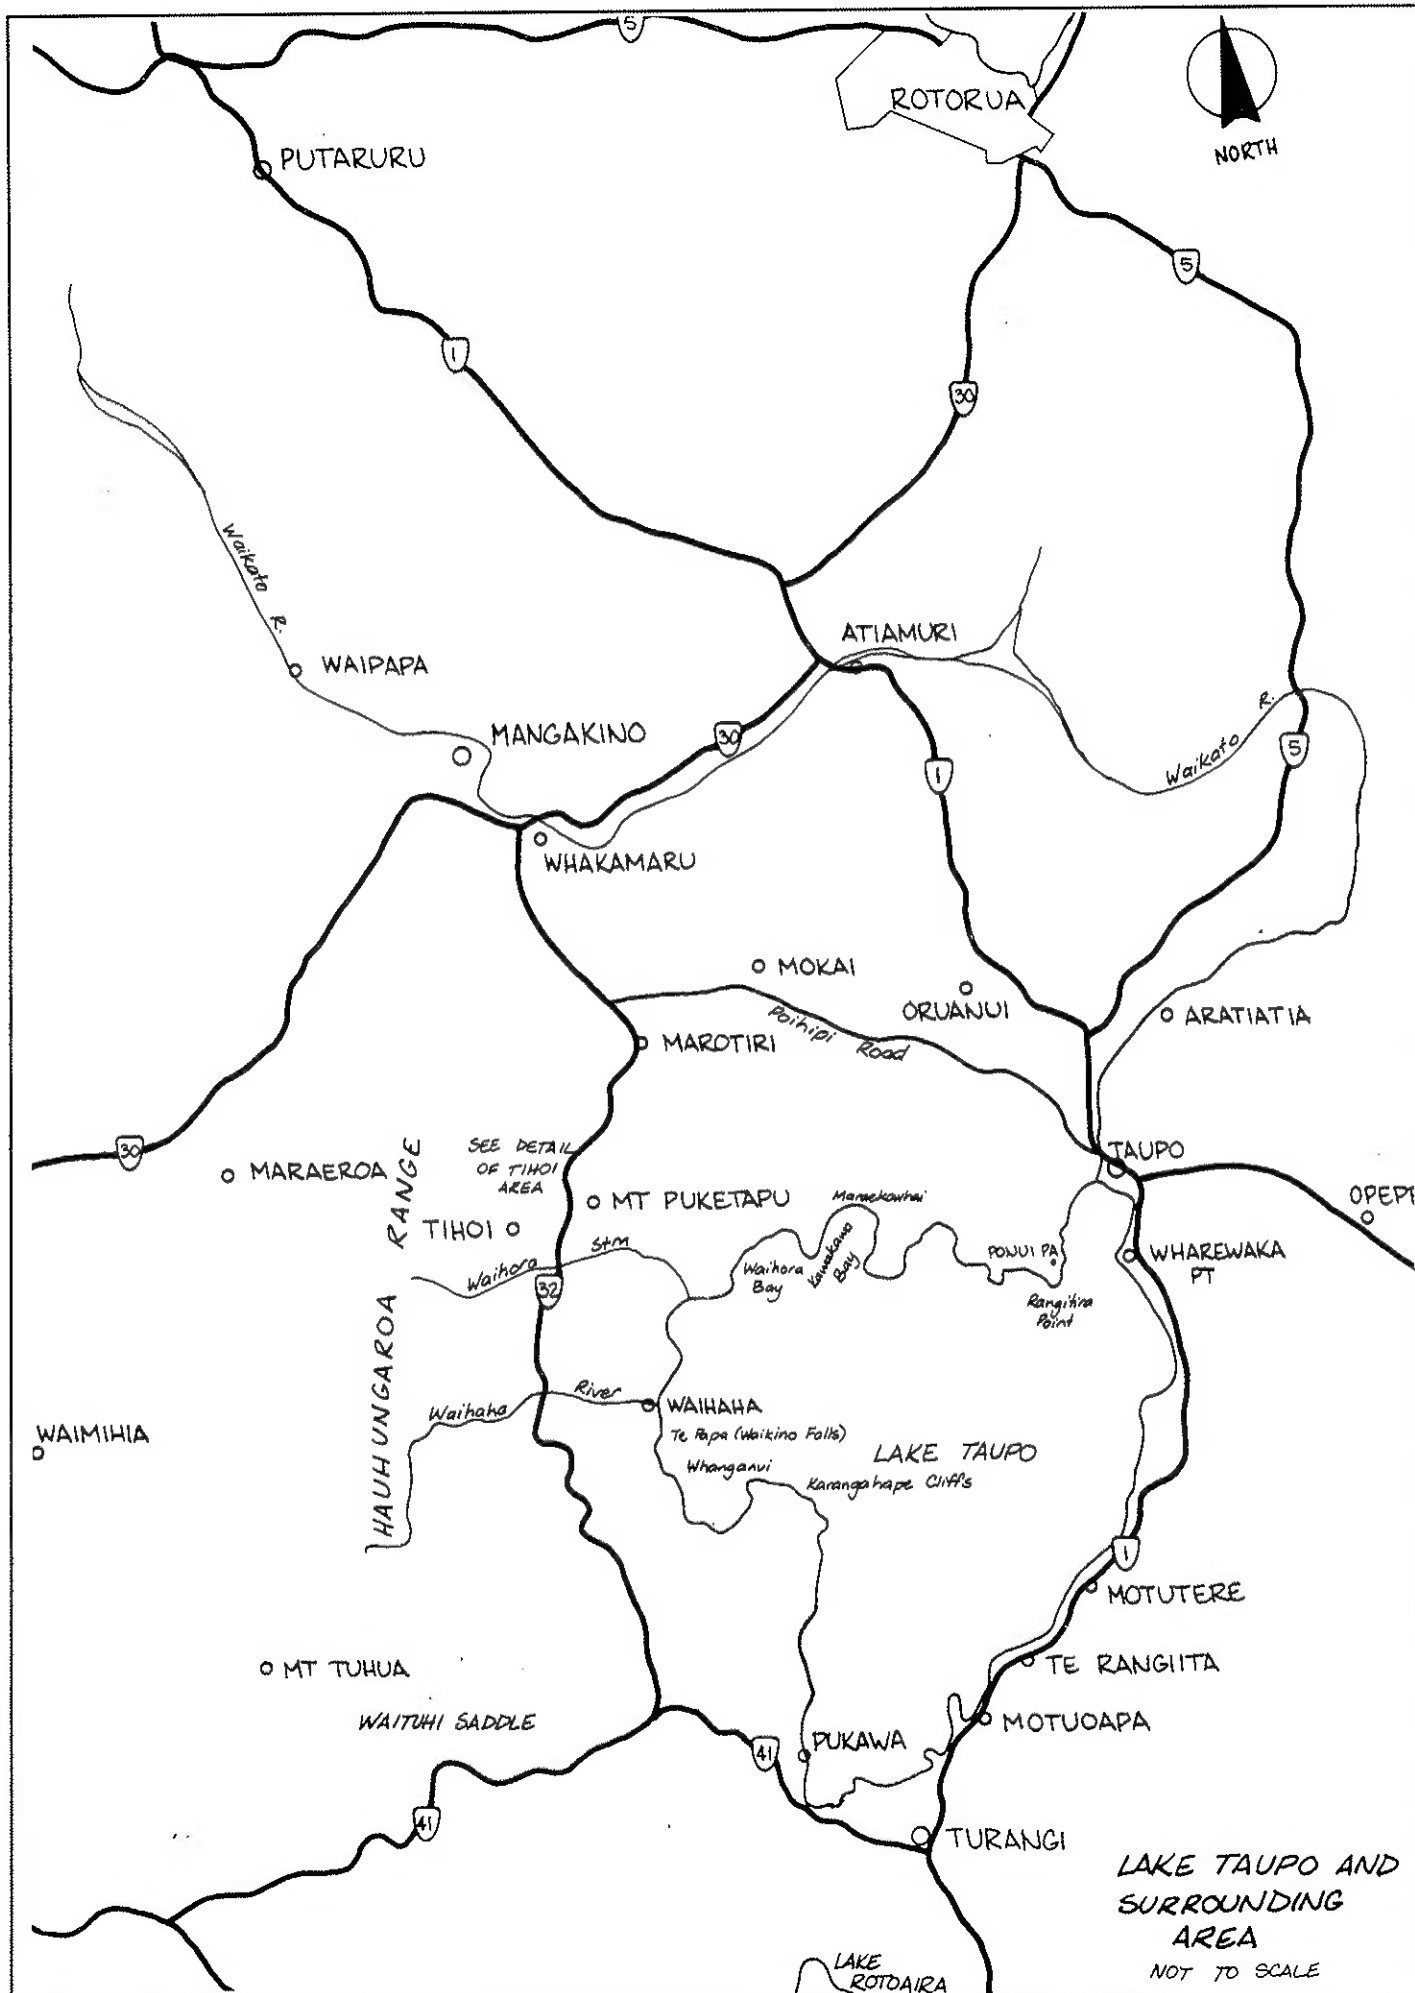 5
ROTORUA
NORTH
PUTARURU
5
1
30
Waikato
R.
ATIAMURI
WAIPAPA
R.
Waikato
MANGAKINO
30
5
1
WHAKAMARU
MOKAI
ORUANUI
ARATIATIA
Poihipi
Road
MAROTIRI
30
MARAEROA
HAUHUNGAROA RANGE
SEE DETAIL
OF TIHOI
AREA
TAUPO
MT PUKETAPU
Maraekowhai
OPEPE
TIHOI
Waihora
Stm
Waihora
Bay
Kawakawa
Bay
PONUI PA
WHAREWAKA
PT
32
Rangitira
Point
Waihaha
River
WAIHAHA
WAIMIHIA
Te Papa (Waikino Falls)
LAKE TAUPO
Whanganui
Karangahape Cliffs
1
MOTUTERE
MT TUHUA
TE RANGIITA
WAITUHI SADDLE
MOTUOAPA
41
PUKAWA
41
TURANGI
LAKE TAUPO AND
SURROUNDING
AREA
NOT TO SCALE
LAKE
ROTOAIRA